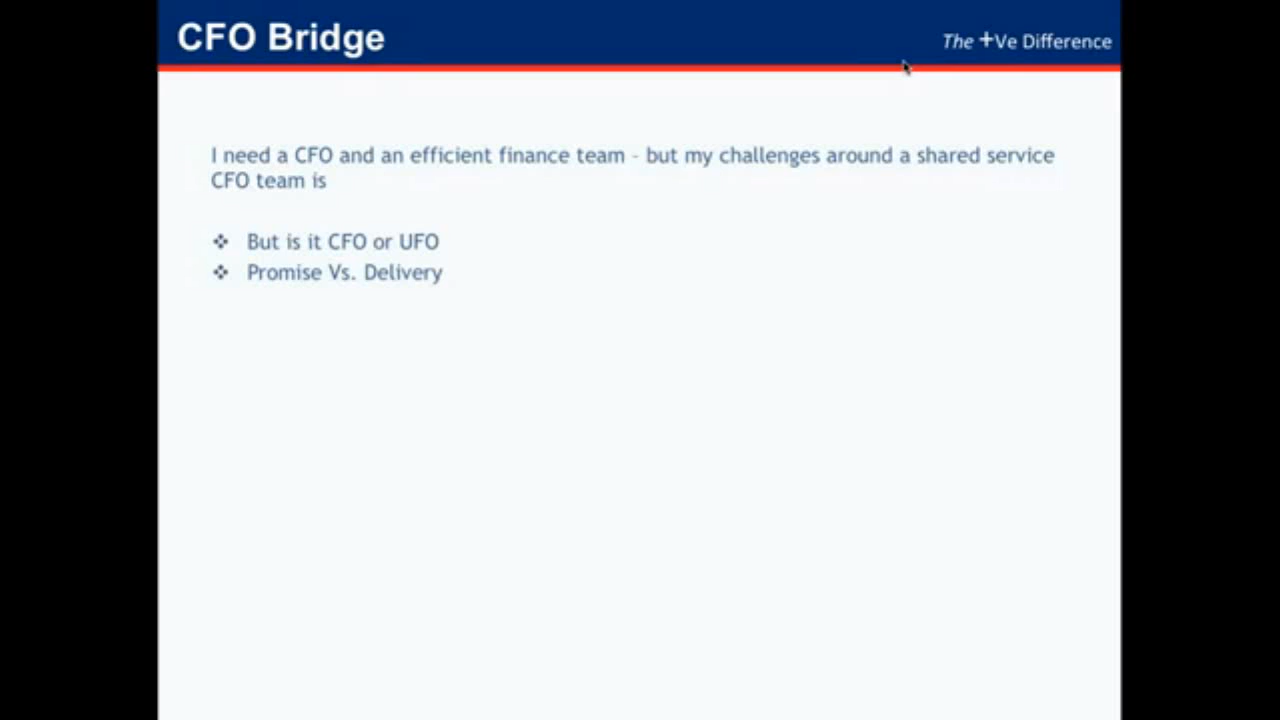 CFO Bridge
The +Ve Difference
I need a CFO and an efficient finance team - but my challenges around a shared service
CFO team is
❖ But is it CFO or UFO
❖ Promise Vs. Delivery